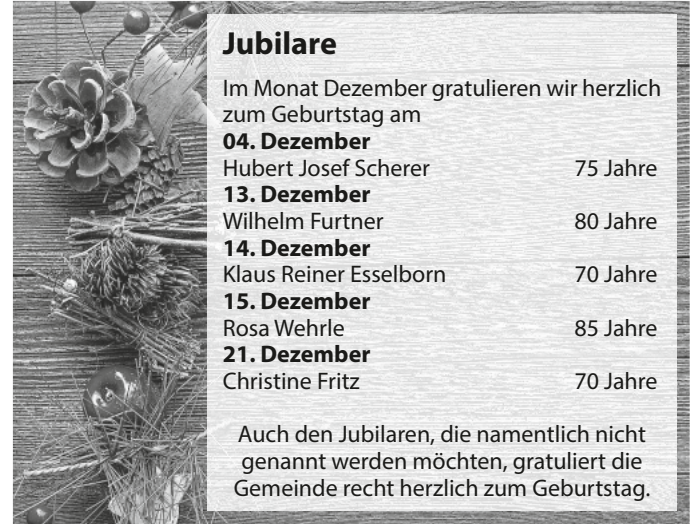 Jubilare
Im Monat Dezember gratulieren wir herzlich
zum Geburtstag am
04. Dezember
Hubert Josef Scherer 75 Jahre
13. Dezember
Wilhelm Furtner 80 Jahre
14. Dezember
Klaus Reiner Esselborn 70 Jahre
15. Dezember
Rosa Wehrle 85 Jahre
21. Dezember
Christine Fritz 70 Jahre
Auch den Jubilaren, die namentlich nicht
genannt werden möchten, gratuliert die
Gemeinde recht herzlich zum Geburtstag.